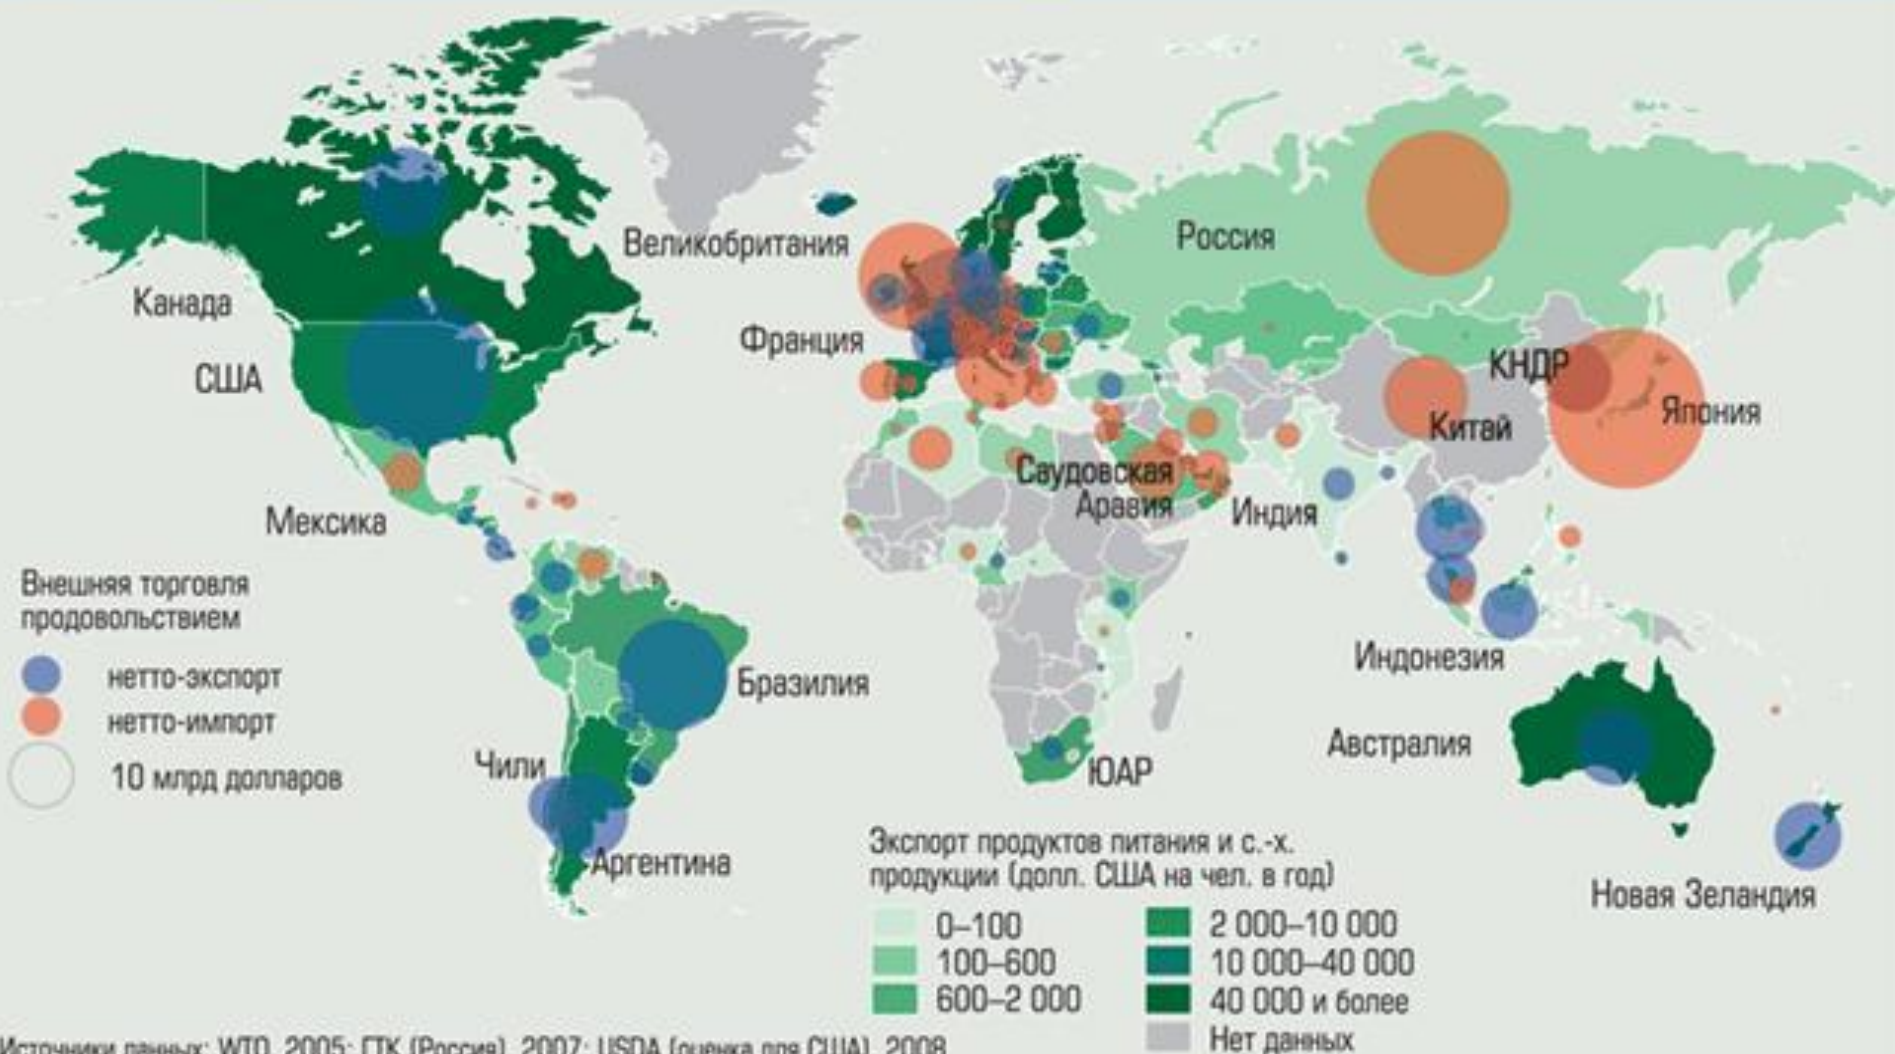 Великобритания
Россия
Канада
Франция
США
КНДР
Япония
Китай
Саудовская
Аравия
Индия
Мексика
Внешняя торговля
продовольствием
нетто-экспорт
нетто-импорт
10 млрд долларов
Индонезия
Бразилия
Австралия
Чили
ЮАР
Аргентина
Новая Зеландия
Экспорт продуктов питания и с.-х.
продукции (долл. США на чел. в год)
0–100
100–600
600–2 000
2 000–10 000
10 000–40 000
40 000 и более
Нет данных
Источники данных: WTO, 2005; ГТК (Россия), 2007; USDA (оценка для США), 2008